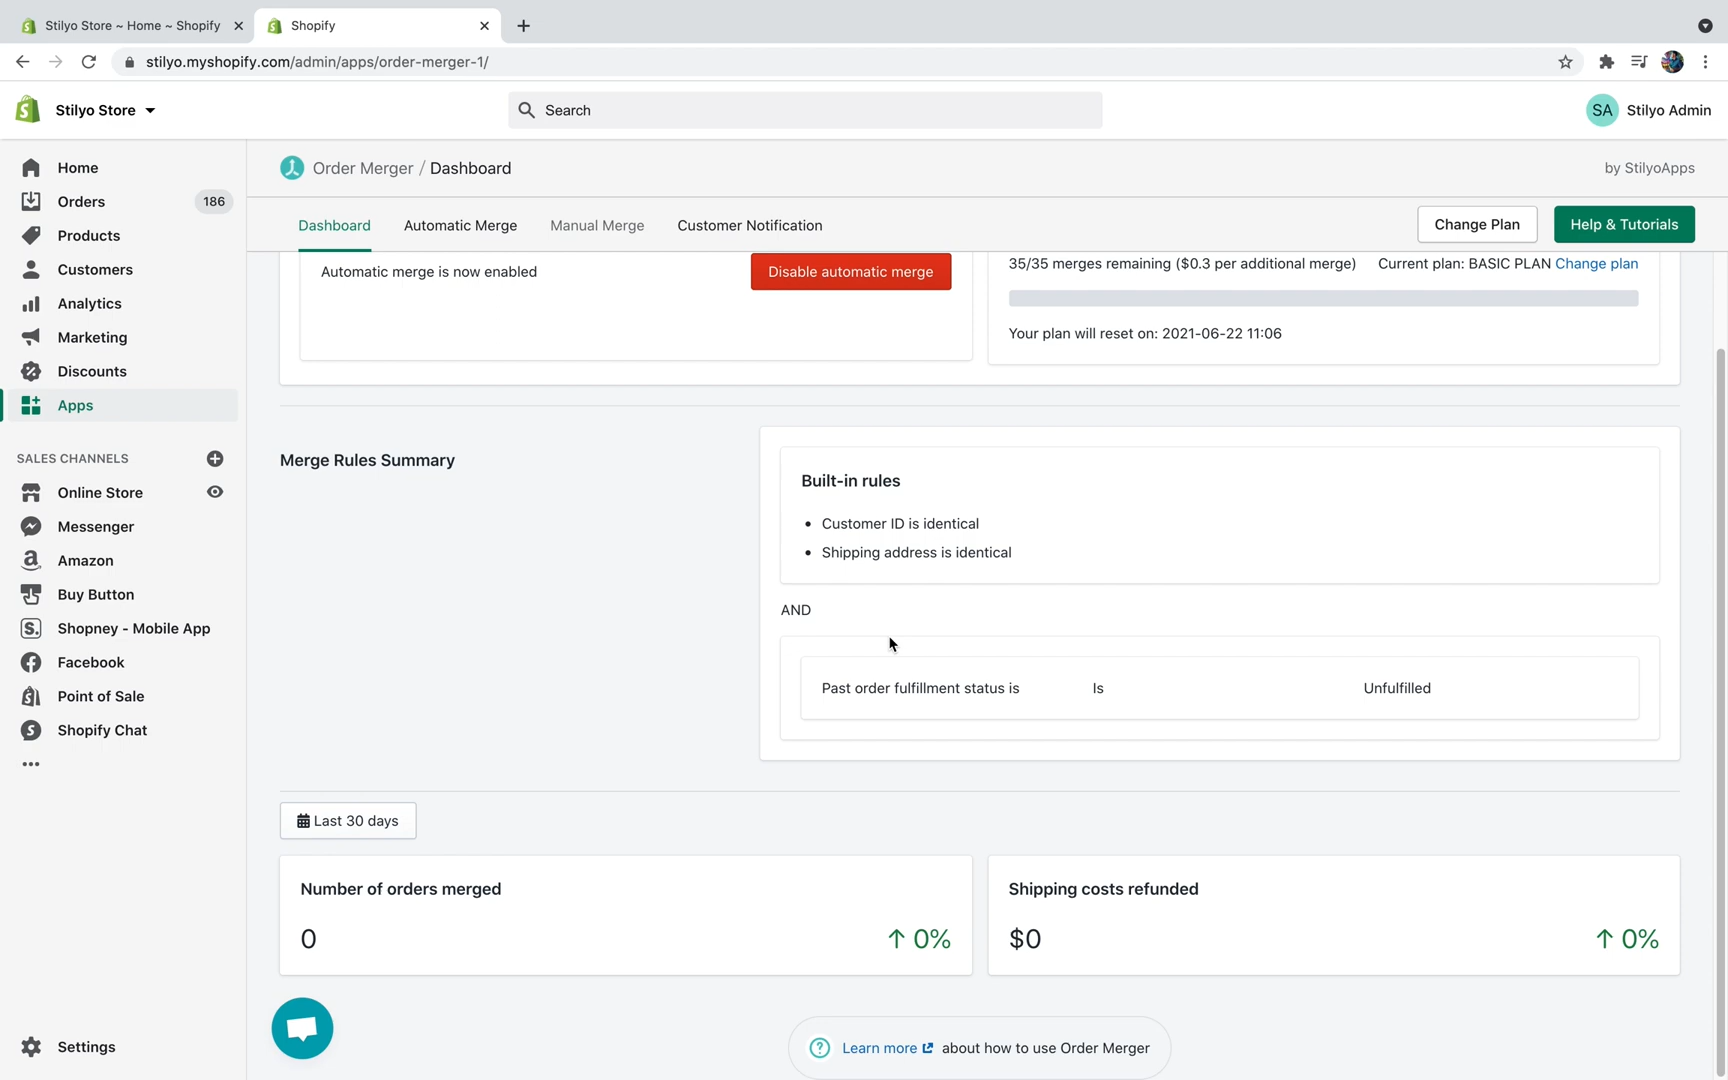 Stilyo Store ~ Home ~ Shopify
Shopify
stilyo.myshopify.com/admin/apps/order-merger-1/
Stilyo Store
Search
SA Stilyo Admin
Home
Orders 186
Products
Customers
Analytics
Marketing
Discounts
Apps
SALES CHANNELS
Online Store
Messenger
Amazon
Buy Button
Shopney - Mobile App
Facebook
Point of Sale
Shopify Chat
Settings
Order Merger / Dashboard
by StilyoApps
Dashboard Automatic Merge Manual Merge Customer Notification
Change Plan
Help & Tutorials
Automatic merge is now enabled
Disable automatic merge
35/35 merges remaining ($0.3 per additional merge) Current plan: BASIC PLAN Change plan
Your plan will reset on: 2021-06-22 11:06
Merge Rules Summary
Built-in rules
• Customer ID is identical
• Shipping address is identical
AND
Past order fulfillment status is Is Unfulfilled
Last 30 days
Number of orders merged
0 ↑ 0%
Shipping costs refunded
$0 ↑ 0%
? Learn more about how to use Order Merger